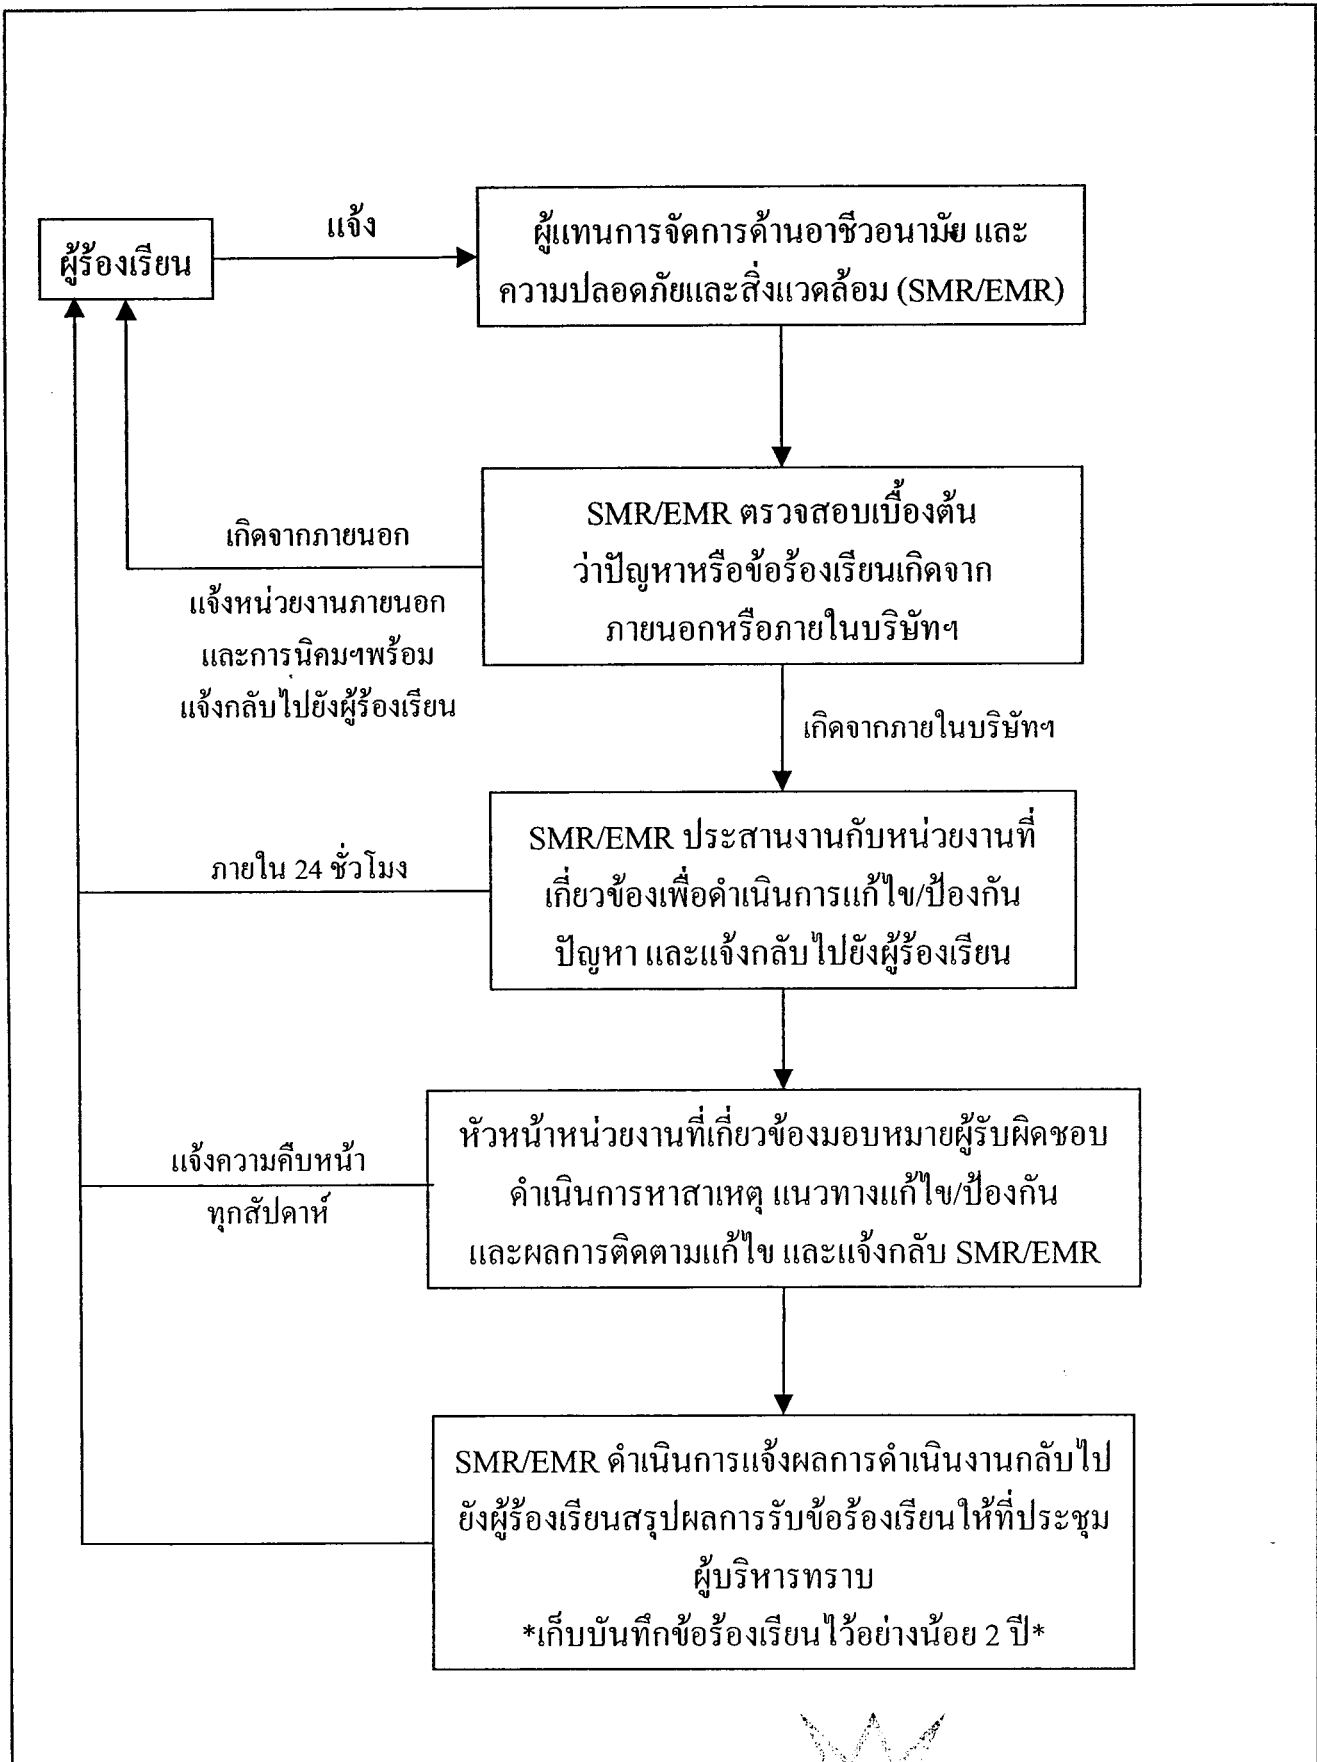 แจ้ง
ผู้ร้องเรียน
ผู้แทนการจัดการด้านอาชีวอนามัย และ
ความปลอดภัยและสิ่งแวดล้อม (SMR/EMR)
SMR/EMR ตรวจสอบเบื้องต้น
ว่าปัญหาหรือข้อร้องเรียนเกิดจาก
ภายนอกหรือภายในบริษัทฯ
เกิดจากภายนอก
แจ้งหน่วยงานภายนอก
และการนิคมฯพร้อม
แจ้งกลับไปยังผู้ร้องเรียน
เกิดจากภายในบริษัทฯ
SMR/EMR ประสานงานกับหน่วยงานที่
เกี่ยวข้องเพื่อดำเนินการแก้ไข/ป้องกัน
ปัญหา และแจ้งกลับไปยังผู้ร้องเรียน
ภายใน 24 ชั่วโมง
หัวหน้าหน่วยงานที่เกี่ยวข้องมอบหมายผู้รับผิดชอบ
ดำเนินการหาสาเหตุ แนวทางแก้ไข/ป้องกัน
และผลการติดตามแก้ไข และแจ้งกลับ SMR/EMR
แจ้งความคืบหน้า
ทุกสัปดาห์
SMR/EMR ดำเนินการแจ้งผลการดำเนินงานกลับไป
ยังผู้ร้องเรียนสรุปผลการรับข้อร้องเรียนให้ที่ประชุม
ผู้บริหารทราบ
*เก็บบันทึกข้อร้องเรียนไว้อย่างน้อย 2 ปี*